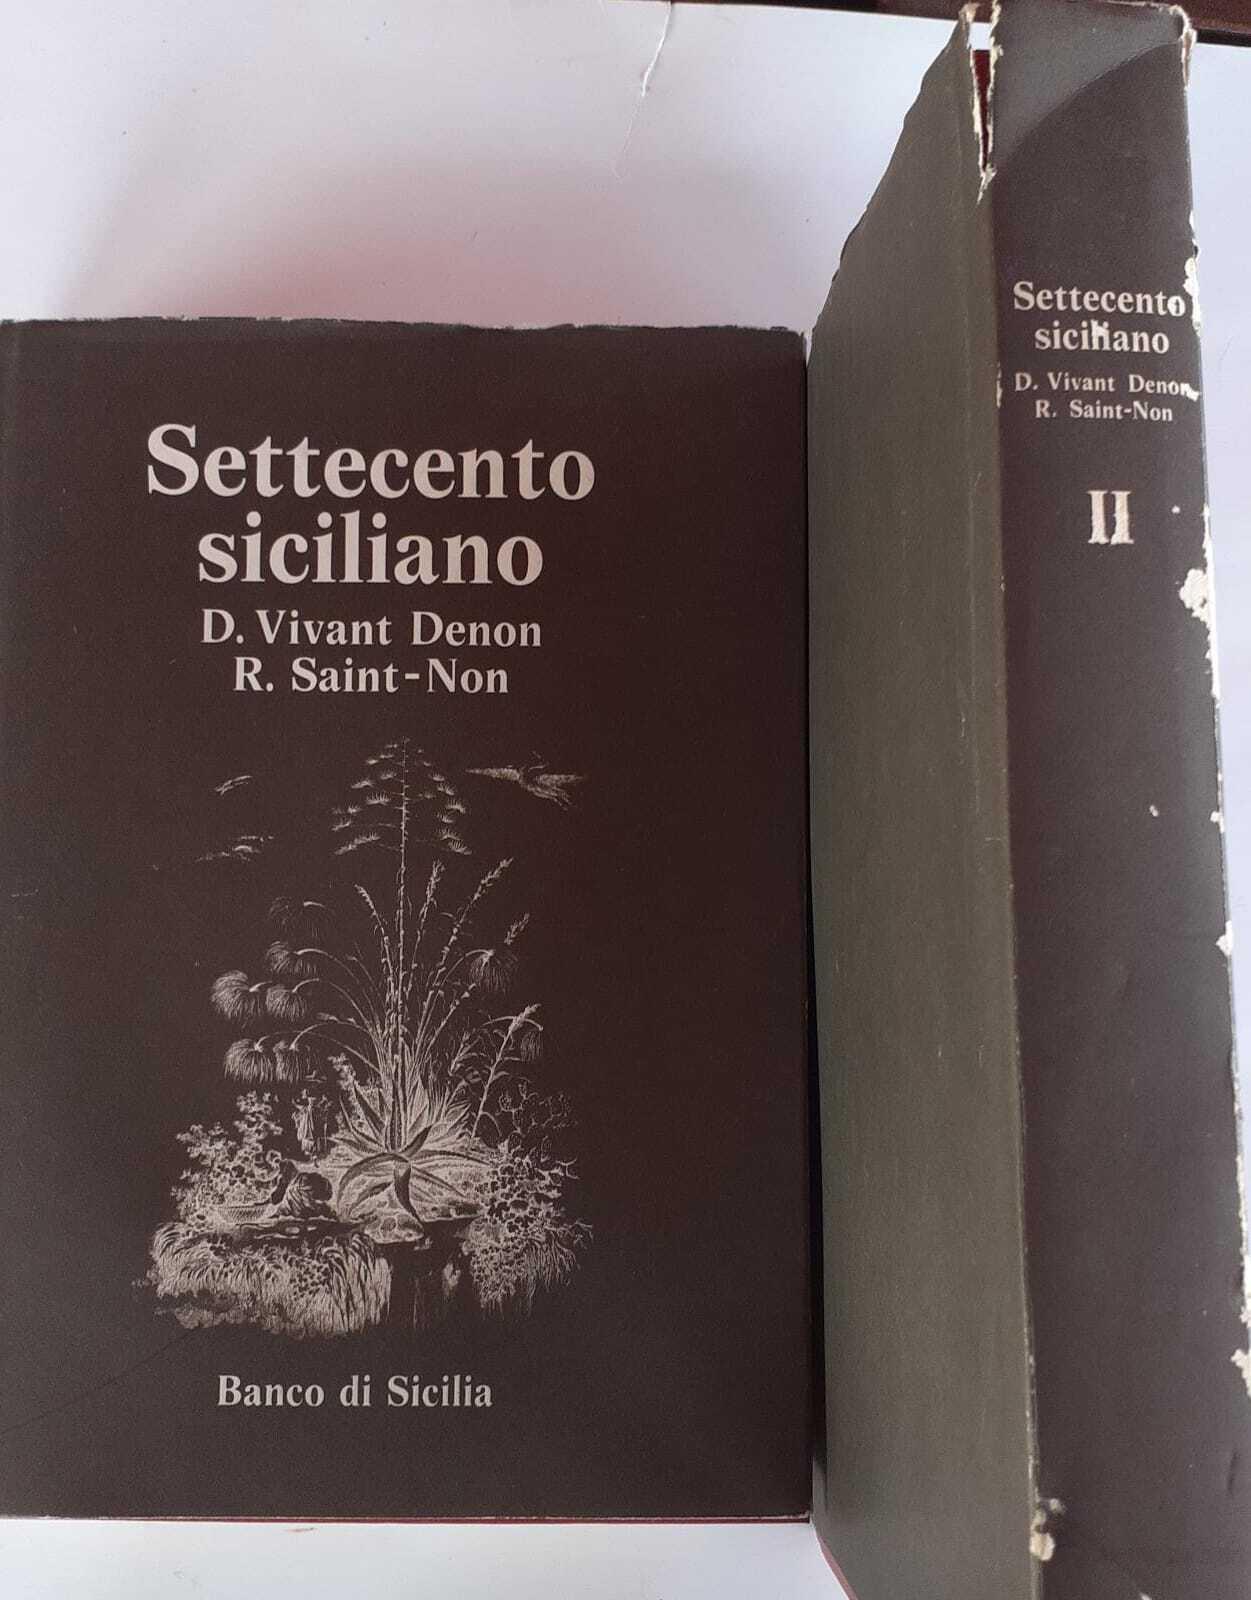 Settecento
siciliano
D. Vivant Denon
R. Saint-Non
Banco di Sicilia
Settecento
siciliano
D. Vivant Denon
R. Saint-Non
II